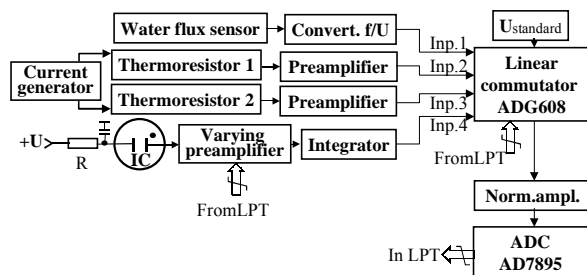 Water flux sensor
Convert. f/U
Inp.1
Ustandard
Current
generator
Thermoresistor 1
Preamplifier
Inp.2
Thermoresistor 2
Preamplifier
Inp.3
Linear
commutator
ADG608
+U
R
IC
Varying
preamplifier
Integrator
Inp.4
FromLPT
FromLPT
Norm.ampl.
In LPT
ADC
AD7895